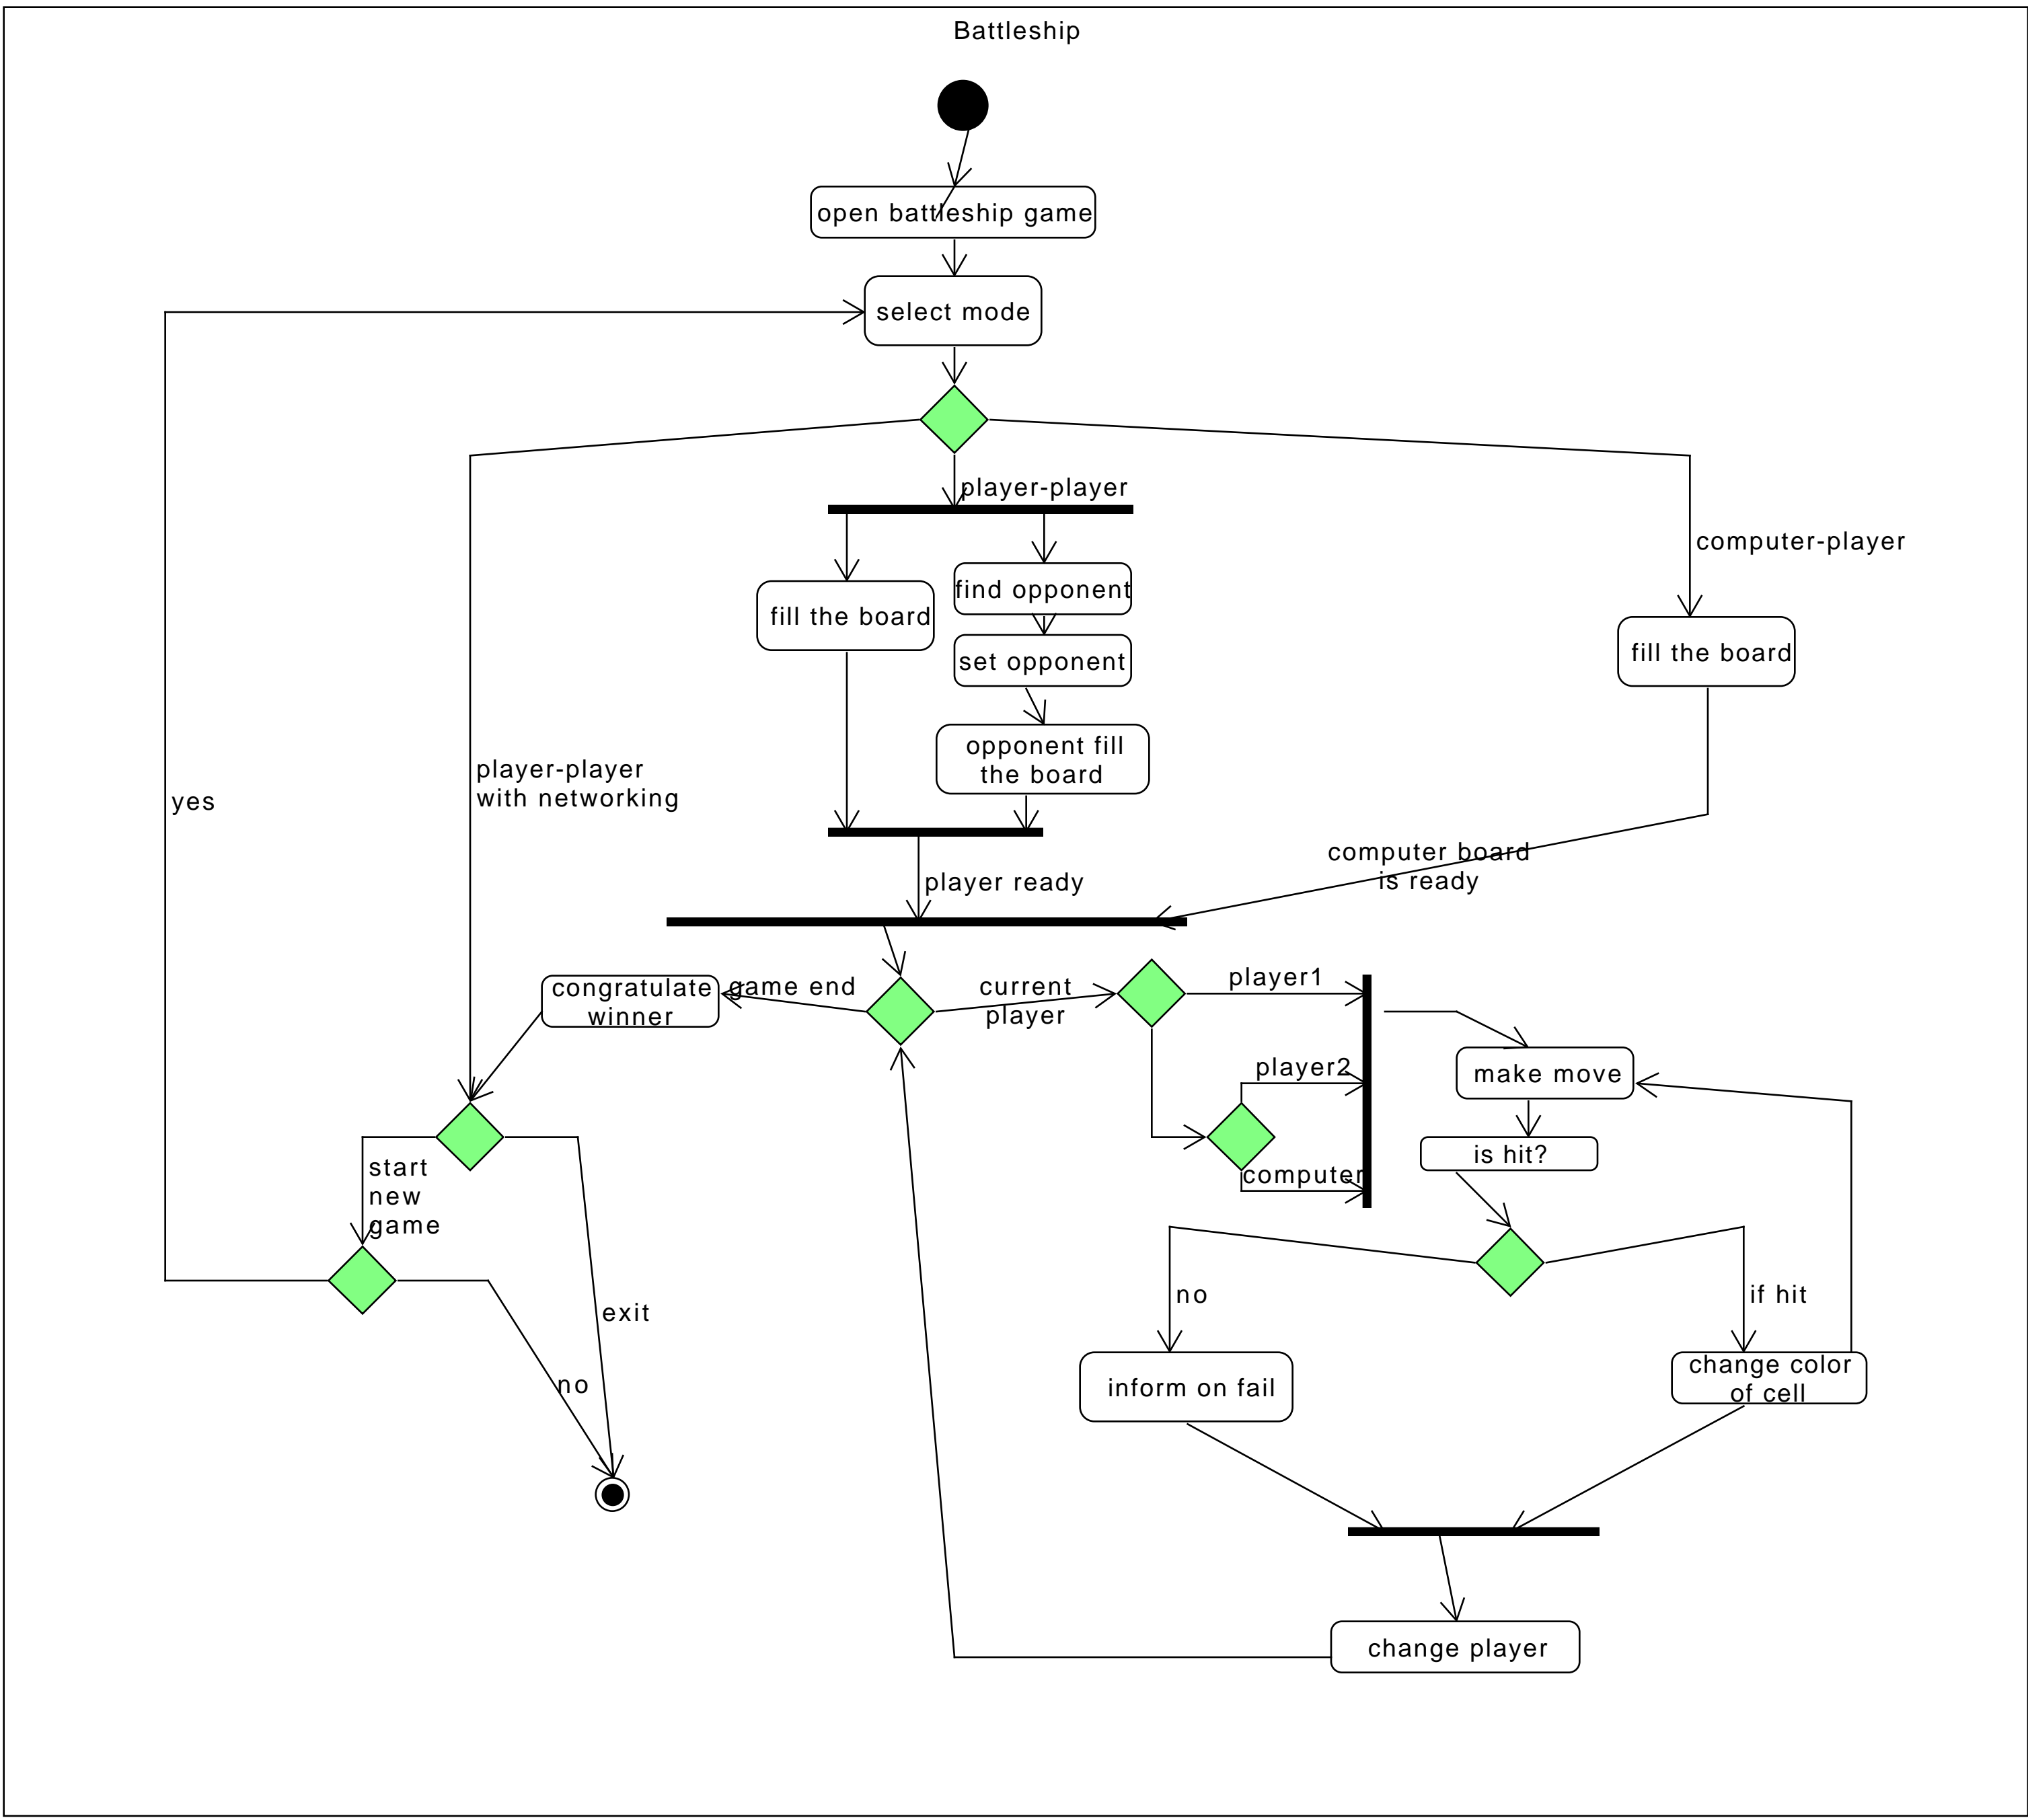 Battleship
open battleship game
select mode
player-player
computer-player
find opponent
fill the board
fill the board
set opponent
opponent fill
the board
player-player
with networking
yes
computer board
is ready
player ready
congratulate
winner
game end
current
player
player1
player2
make move
is hit?
computer
start
new
game
exit
no
if hit
no
change color
of cell
inform on fail
change player